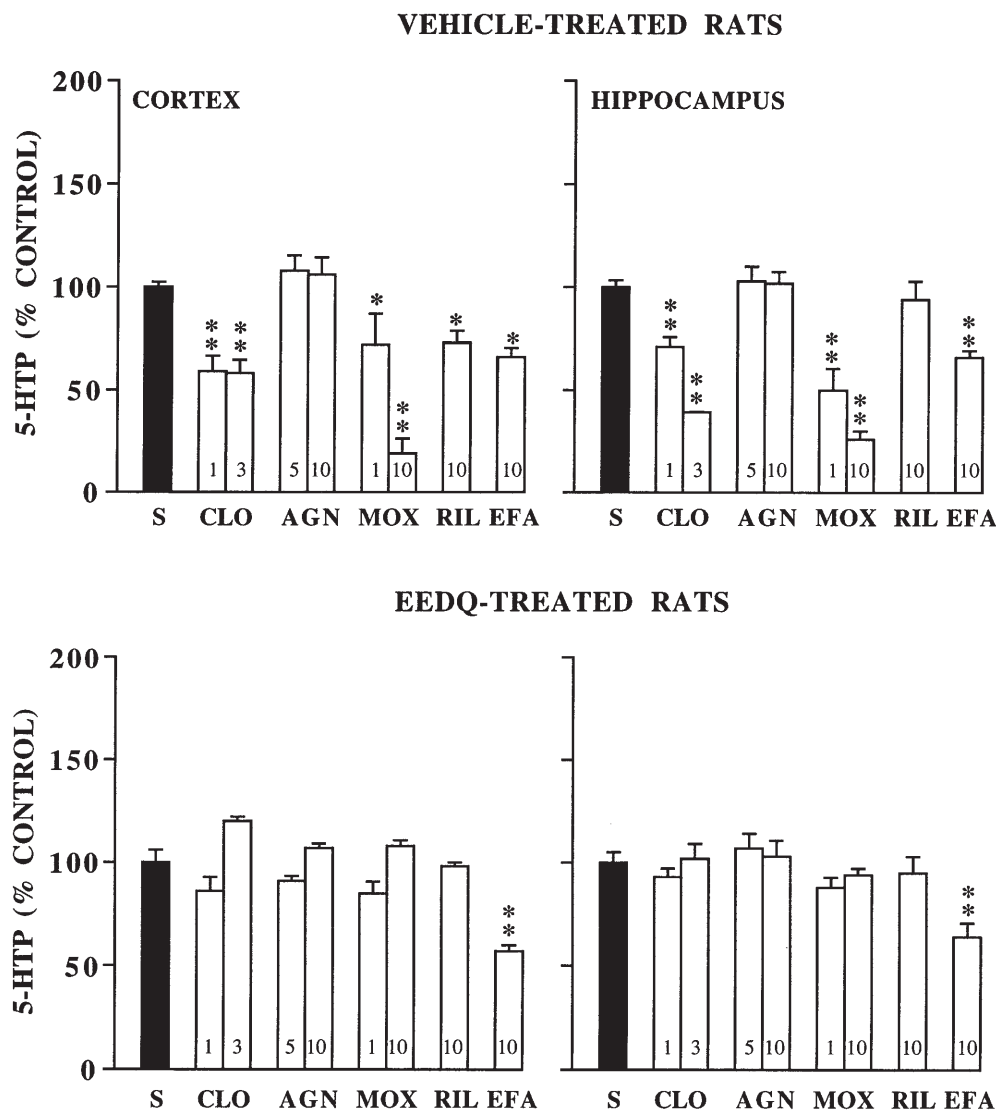 VEHICLE-TREATED RATS
CORTEX
HIPPOCAMPUS
5-HTP (% CONTROL)
200
150
100
50
0
** ** * ** * *
** ** ** ** **
1 3 5 10 1 10 10 10
1 3 5 10 1 10 10 10
S CLO AGN MOX RIL EFA
S CLO AGN MOX RIL EFA
EEDQ-TREATED RATS
5-HTP (% CONTROL)
200
150
100
50
0
**
**
1 3 5 10 1 10 10 10
1 3 5 10 1 10 10 10
S CLO AGN MOX RIL EFA
S CLO AGN MOX RIL EFA